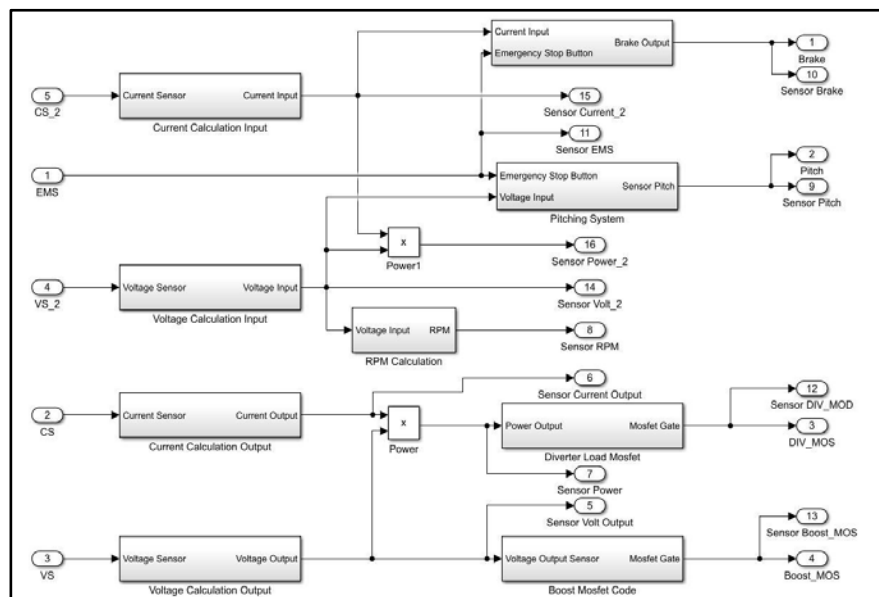 Current Input
Brake Output
Emergency Stop Button
1
Brake
10
Sensor Brake
5
CS_2
Current Sensor
Current Input
Current Calculation Input
15
Sensor Current_2
11
Sensor EMS
1
EMS
Emergency Stop Button
Sensor Pitch
Voltage Input
Pitching System
2
Pitch
9
Sensor Pitch
x
Power1
16
Sensor Power_2
4
VS_2
Voltage Sensor
Voltage Input
Voltage Calculation Input
14
Sensor Volt_2
Voltage Input
RPM
RPM Calculation
8
Sensor RPM
6
Sensor Current Output
2
CS
Current Sensor
Current Output
Current Calculation Output
x
Power
Power Output
Mosfet Gate
Diverter Load Mosfet
12
Sensor DIV_MOD
3
DIV_MOS
7
Sensor Power
5
Sensor Volt Output
3
VS
Voltage Sensor
Voltage Output
Voltage Calculation Output
Voltage Output Sensor
Mosfet Gate
Boost Mosfet Code
13
Sensor Boost_MOS
4
Boost_MOS